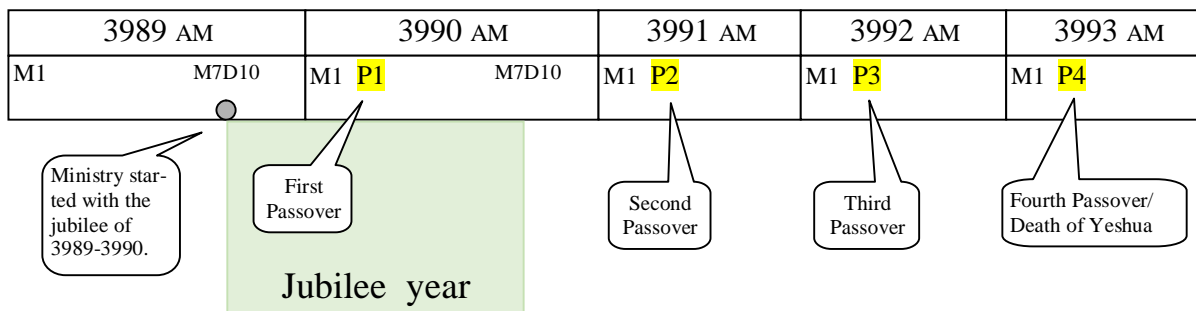 3989 AM 3990 AM 3991 AM 3992 AM 3993 AM
M1 M7D10 M1 P1 M7D10 M1 P2 M1 P3 M1 P4
Ministry star-
ted with the
jubilee of
3989-3990.
First
Passover
Second
Passover
Third
Passover
Fourth Passover/
Death of Yeshua
Jubilee year